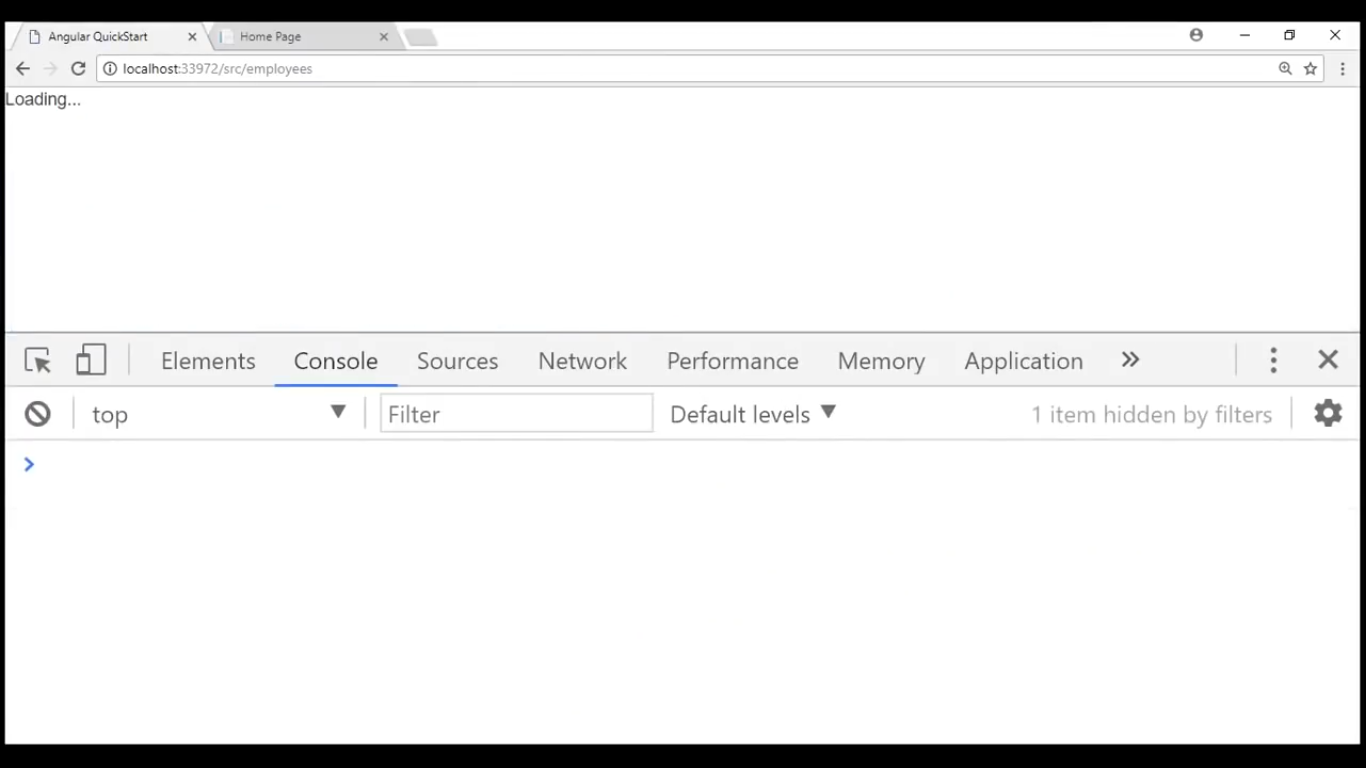 Angular QuickStart
Home Page
localhost:33972/src/employees
Loading...
Elements Console Sources Network Performance Memory Application »
top Filter Default levels 1 item hidden by filters